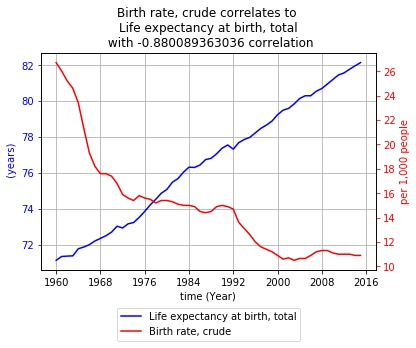 Birth rate, crude correlates to
Life expectancy at birth, total
with -0.880089363036 correlation
82
80
78
76
74
72
(years)
26
24
22
20
18
16
14
12
10
per 1,000 people
1960
1968
1976
1984
1992
2000
2008
2016
time (Year)
Life expectancy at birth, total
Birth rate, crude